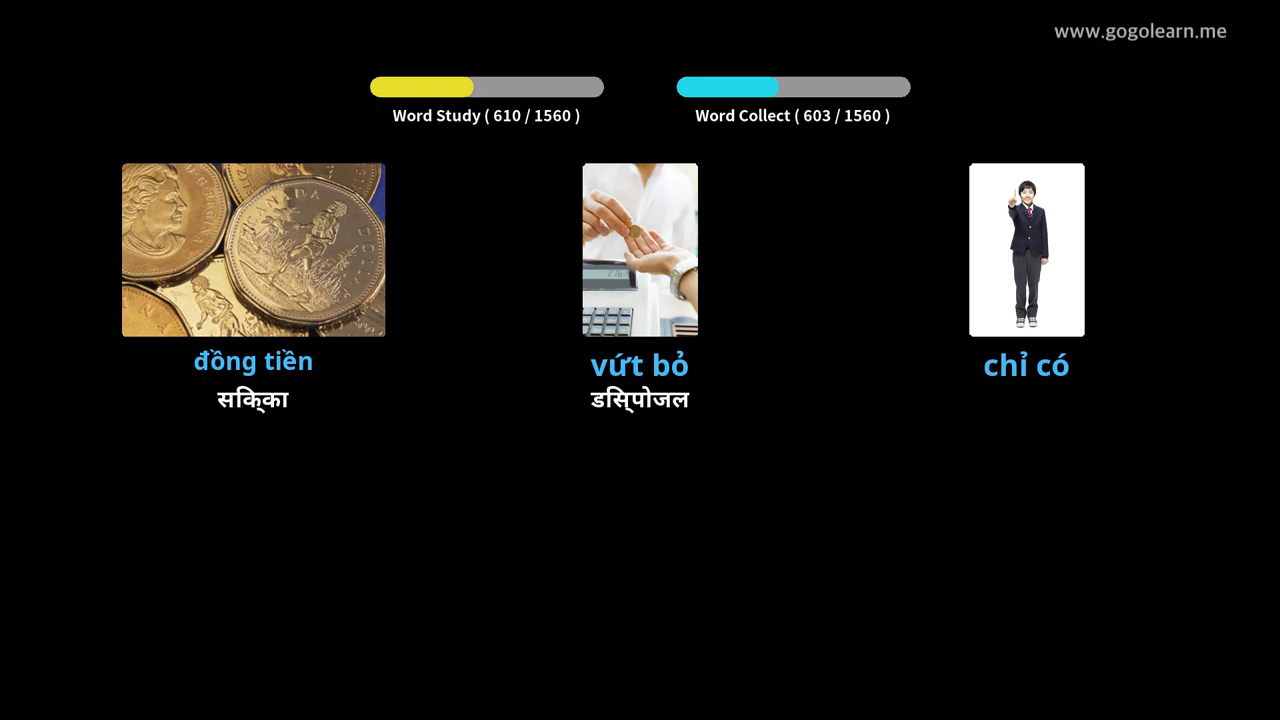 www.gogolearn.me
Word Study ( 610 / 1560 )
Word Collect ( 603 / 1560 )
đồng tiền
सकि्का
vứt bỏ
डसि्पोजल
chỉ có